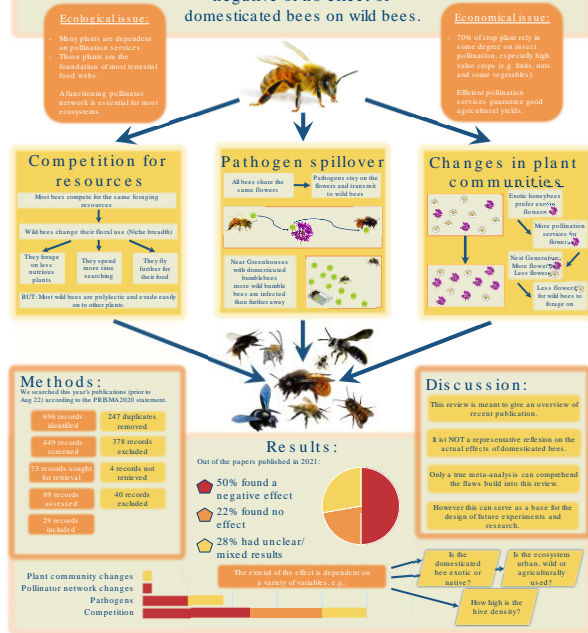 negative or no effect of
domesticated bees on wild bees.
Ecological issue:
- Many plants are dependent
on pollination services.
- Those plants are the
foundation of most terrestrial
food webs.
A functioning pollinator
network is essential for most
ecosystems.
Economical issue:
- 70% of crop plant rely in
some degree on insect
pollination, especially high
value crops (e.g. fruits, nuts
and some vegetables).
Efficient pollination
services guarantee good
agricultural yields.
Competition for
resources
Most bees compete for the same foraging
resources
Wild bees change their floral use (Niche breadth)
They forage
on less
nutrious
plants
They spend
more time
searching
They fly
further for
their food
BUT: Most wild bees are polylectic and evade easily
on to other plants.
Pathogen spillover
All bees share the
same flowers
Pathogens stay on the
flowers and transmit
to wild bees
Near Greenhouses
with domesticated
bumblebees
more wild bumble
bees are infected
than further away
Changes in plant
communities
Exotic honeybees
prefer exotic
flowers
More pollination
services for
flowers
Next Generation:
More flowers
Less flowers
Less flowers
for wild bees to
forage on
Methods:
We searched this year's publications (prior to
Aug 22) according to the PRISMA 2020 statement.
696 records
identified
247 duplicates
removed
449 records
screened
378 records
excluded
73 records sought
for retrieval
4 records not
retrieved
69 records
assessed
40 records
excluded
29 records
included
Results:
Out of the papers published in 2021:
50% found a
negative effect
22% found no
effect
28% had unclear/
mixed results
Discussion:
This review is meant to give an overview of
recent publication.
It ist NOT a representative reflexion on the
actual effects of domesticated bees.
Only a true meta-analysis can comprehend
the flaws build into this review.
However this can serve as a base for the
design of future experiments and
research.
Plant community changes
Pollinator network changes
Pathogens
Competition
The extend of the effect is dependent on
a variety of variables, e.g.:
Is the
domesticated
bee exotic or
native?
Is the ecosystem
urban, wild or
agriculturally
used?
How high is the
hive density?